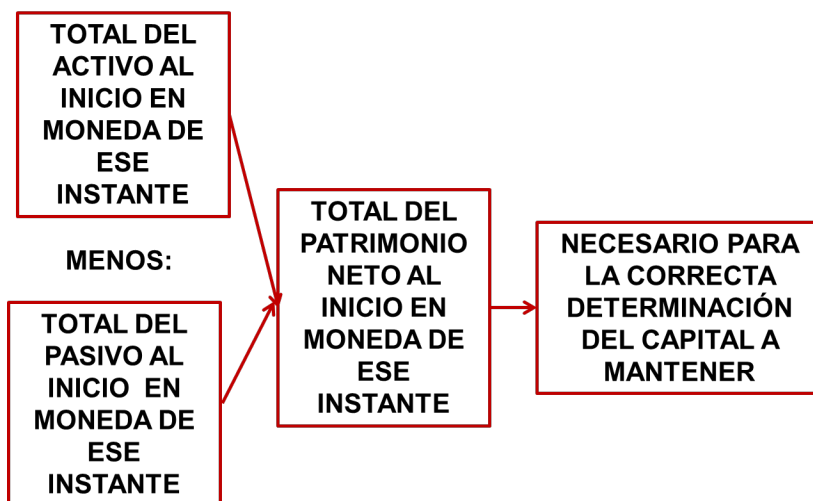 TOTAL DEL
ACTIVO AL
INICIO EN
MONEDA DE
ESE
INSTANTE
MENOS:
TOTAL DEL
PASIVO AL
INICIO EN
MONEDA DE
ESE
INSTANTE
TOTAL DEL
PATRIMONIO
NETO AL
INICIO EN
MONEDA DE
ESE
INSTANTE
NECESARIO PARA
LA CORRECTA
DETERMINACIÓN
DEL CAPITAL A
MANTENER